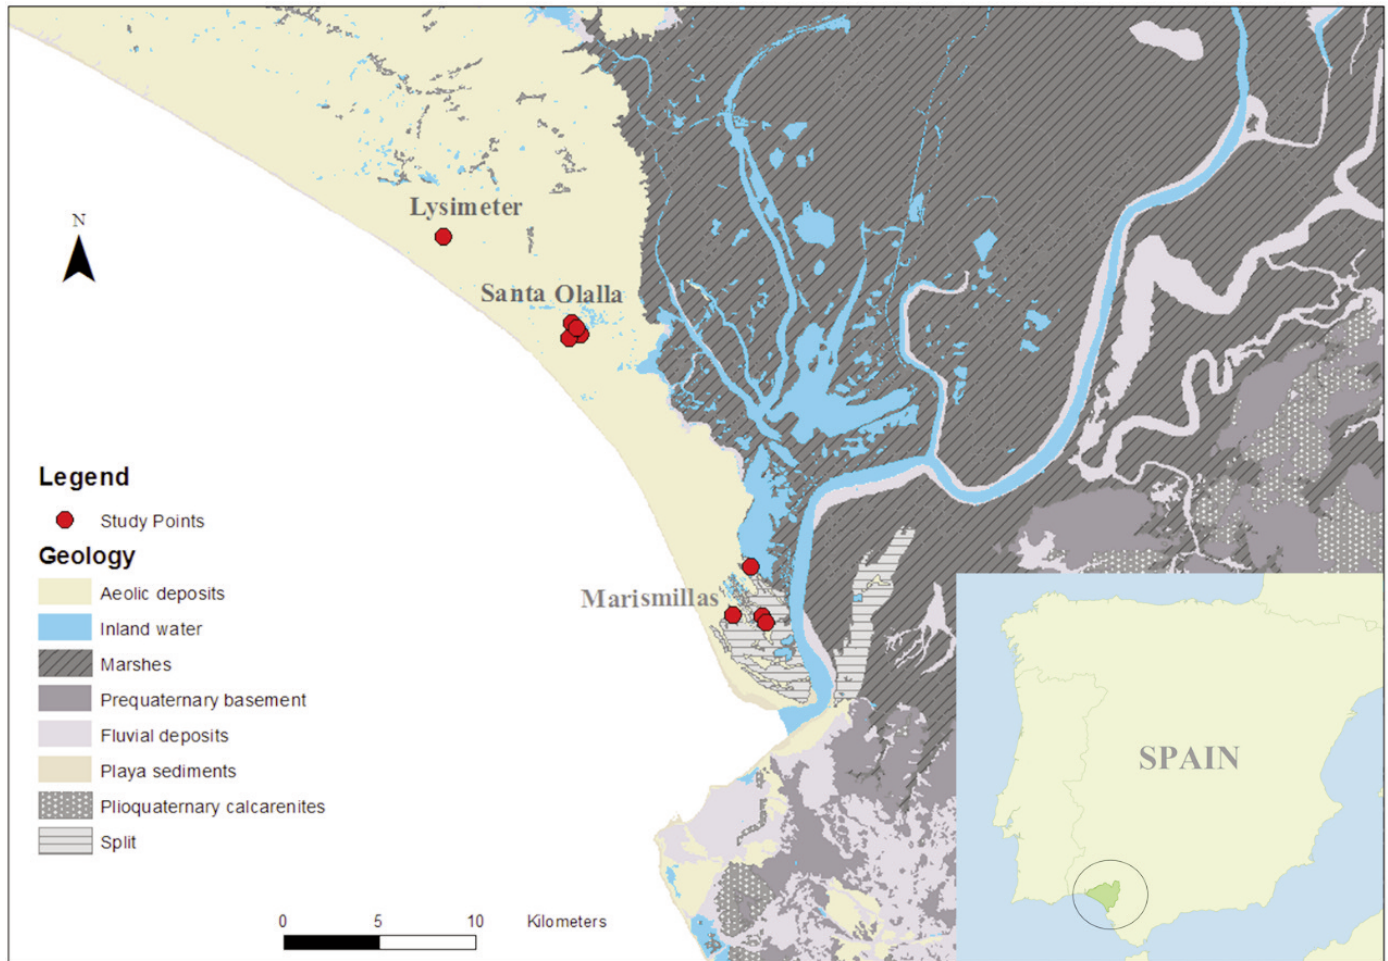 Lysimeter
N
Santa Olalla
Legend
Study Points
Geology
Aeolic deposits
Inland water
Marshes
Prequaternary basement
Fluvial deposits
Playa sediments
Plioquaternary calcarenites
Split
Marismillas
SPAIN
0 5 10 Kilometers